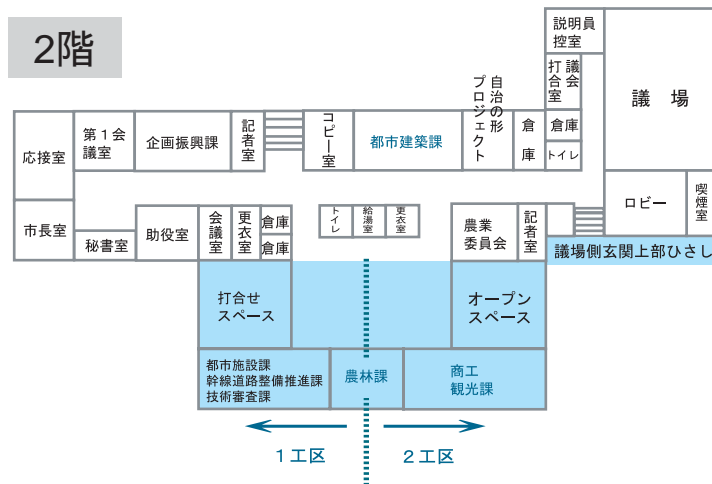 2階
説明員
控室
議会
打合室
議場
自治の形
プロジェクト
応接室
第1会
議室
企画振興課
記者室
コピー室
都市建築課
倉庫
倉庫
トイレ
市長室
秘書室
助役室
会議室
更衣室
倉庫
倉庫
トイレ
給湯室
更衣室
農業
委員会
記者室
ロビー
喫煙室
議場側玄関上部ひさし
打合せ
スペース
オープン
スペース
都市施設課
幹線道路整備推進課
技術審査課
農林課
商工
観光課
1工区
2工区